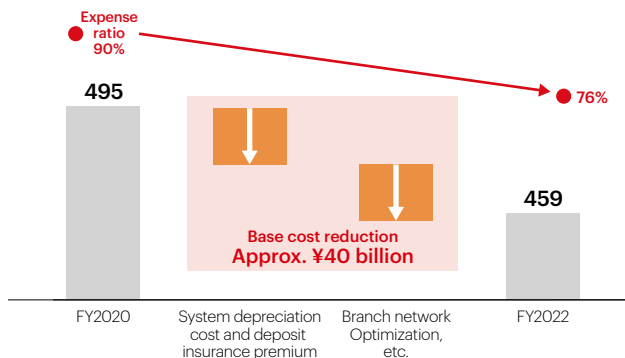 Expense
ratio
90%
76%
495
459
Base cost reduction
Approx. ¥40 billion
FY2020
System depreciation
cost and deposit
insurance premium
Branch network
Optimization,
etc.
FY2022